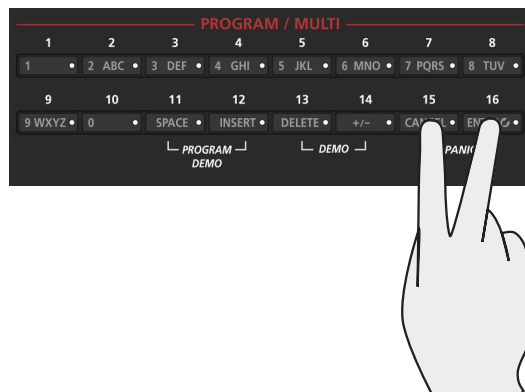 PROGRAM / MULTI
1 2 3 4 5 6 7 8
1 2 ABC 3 DEF 4 GHI 5 JKL 6 MNO 7 PQRS 8 TUV
9 10 11 12 13 14 15 16
9 WXYZ 0 SPACE INSERT DELETE +/–
PROGRAM DEMO PANIC
DEMO